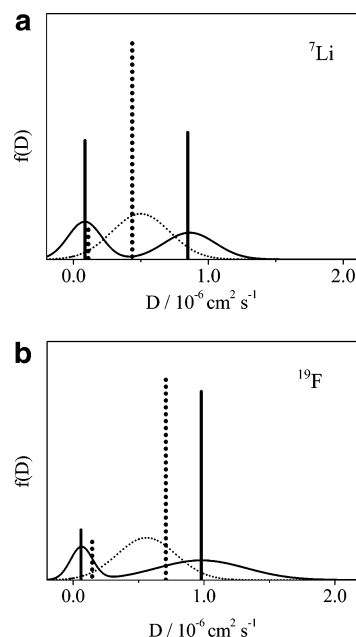 a
⁷Li
f(D)
0.0 1.0 2.0
D / 10⁻⁶ cm² s⁻¹
b
¹⁹F
f(D)
0.0 1.0 2.0
D / 10⁻⁶ cm² s⁻¹